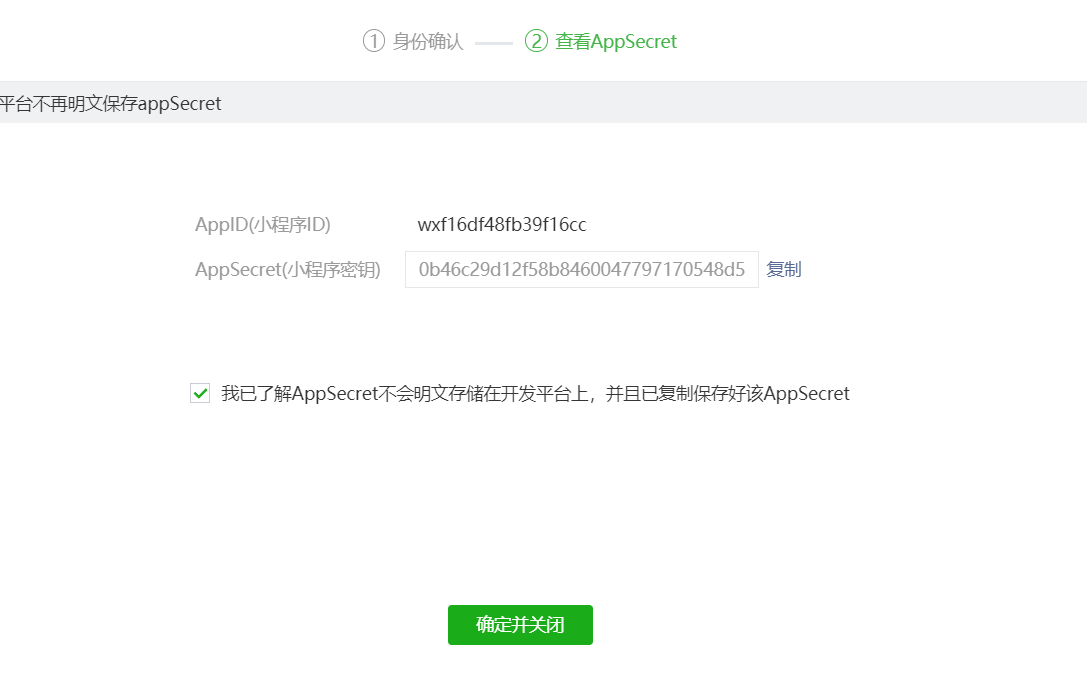 ① 身份确认 ② 查看AppSecret
平台不再明文保存appSecret
AppID(小程序ID) wxf16df48fb39f16cc
AppSecret(小程序密钥) 0b46c29d12f58b8460047797170548d5 复制
我已了解AppSecret不会明文存储在开发平台上，并且已复制保存好该AppSecret
确定并关闭